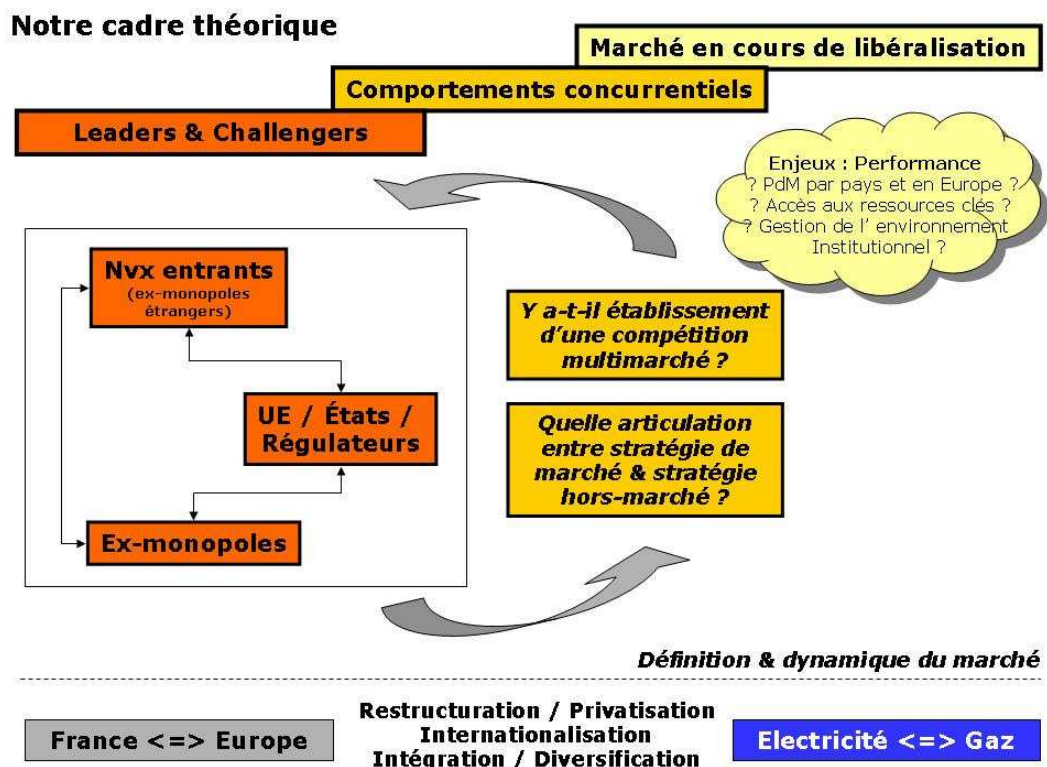 Notre cadre théorique
Marché en cours de libéralisation
Comportements concurrentiels
Leaders & Challengers
Enjeux : Performance
? PdM par pays et en Europe ?
? Accès aux ressources clés ?
? Gestion de l’ environnement
Institutionnel ?
Nvx entrants
(ex-monopoles
étrangers)
Y a-t-il établissement
d’une compétition
multimarché ?
UE / États /
Régulateurs
Quelle articulation
entre stratégie de
marché & stratégie
hors-marché ?
Ex-monopoles
Définition & dynamique du marché
France <=> Europe
Restructuration / Privatisation
Internationalisation
Intégration / Diversification
Electricité <=> Gaz